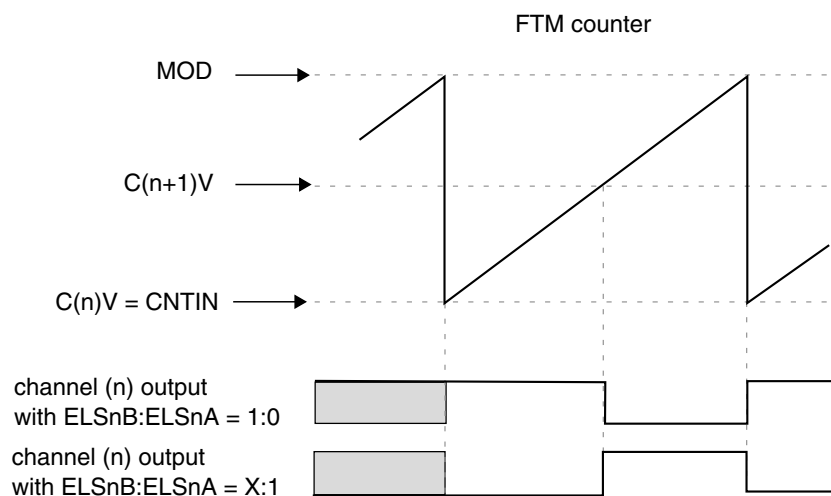 FTM counter
MOD
C(n+1)V
C(n)V = CNTIN
channel (n) output
with ELSnB:ELSnA = 1:0
channel (n) output
with ELSnB:ELSnA = X:1